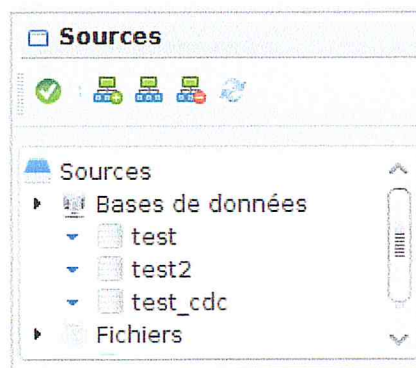 Sources
Sources
Bases de données
test
test2
test_cdc
Fichiers